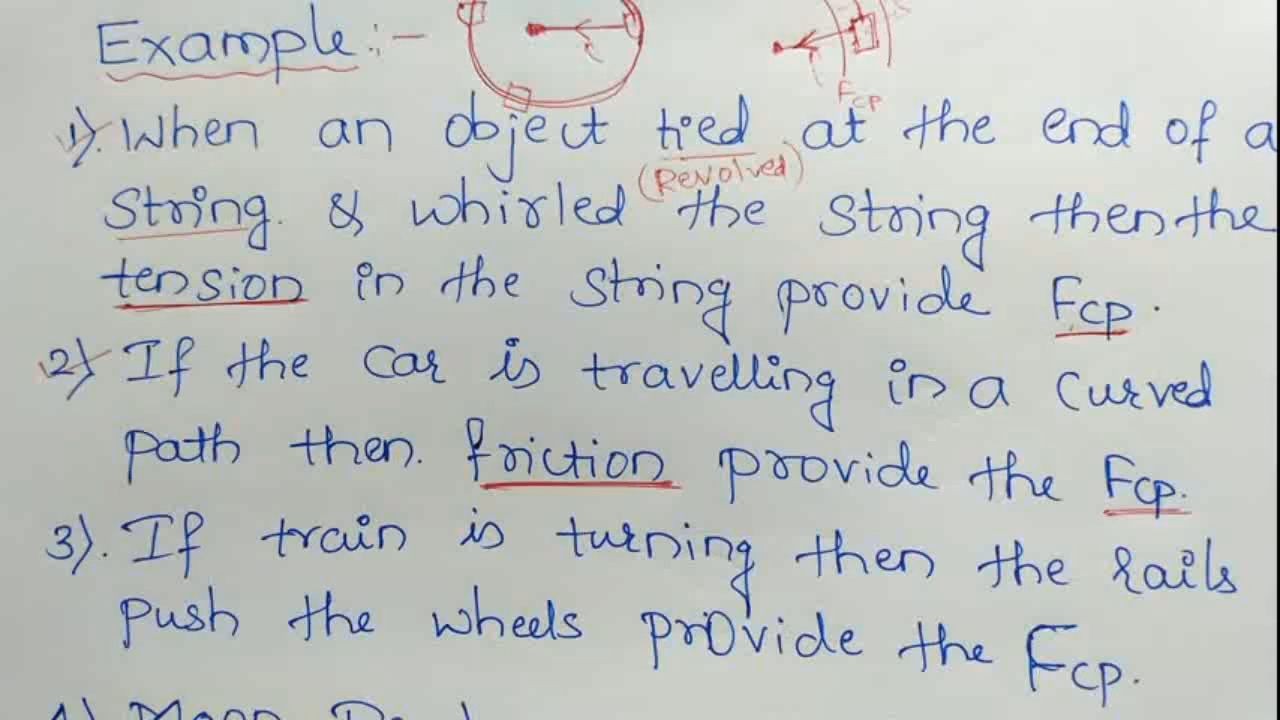 Example:-
Fcp
1). When an object tied at the end of a
(Revolved)
String. & whirled the string then the
tension in the string provide Fcp.
2) If the car is travelling in a curved
path then. friction provide the Fcp.
3). If train is turning then the rails
push the wheels provide the Fcp.
4) Moon